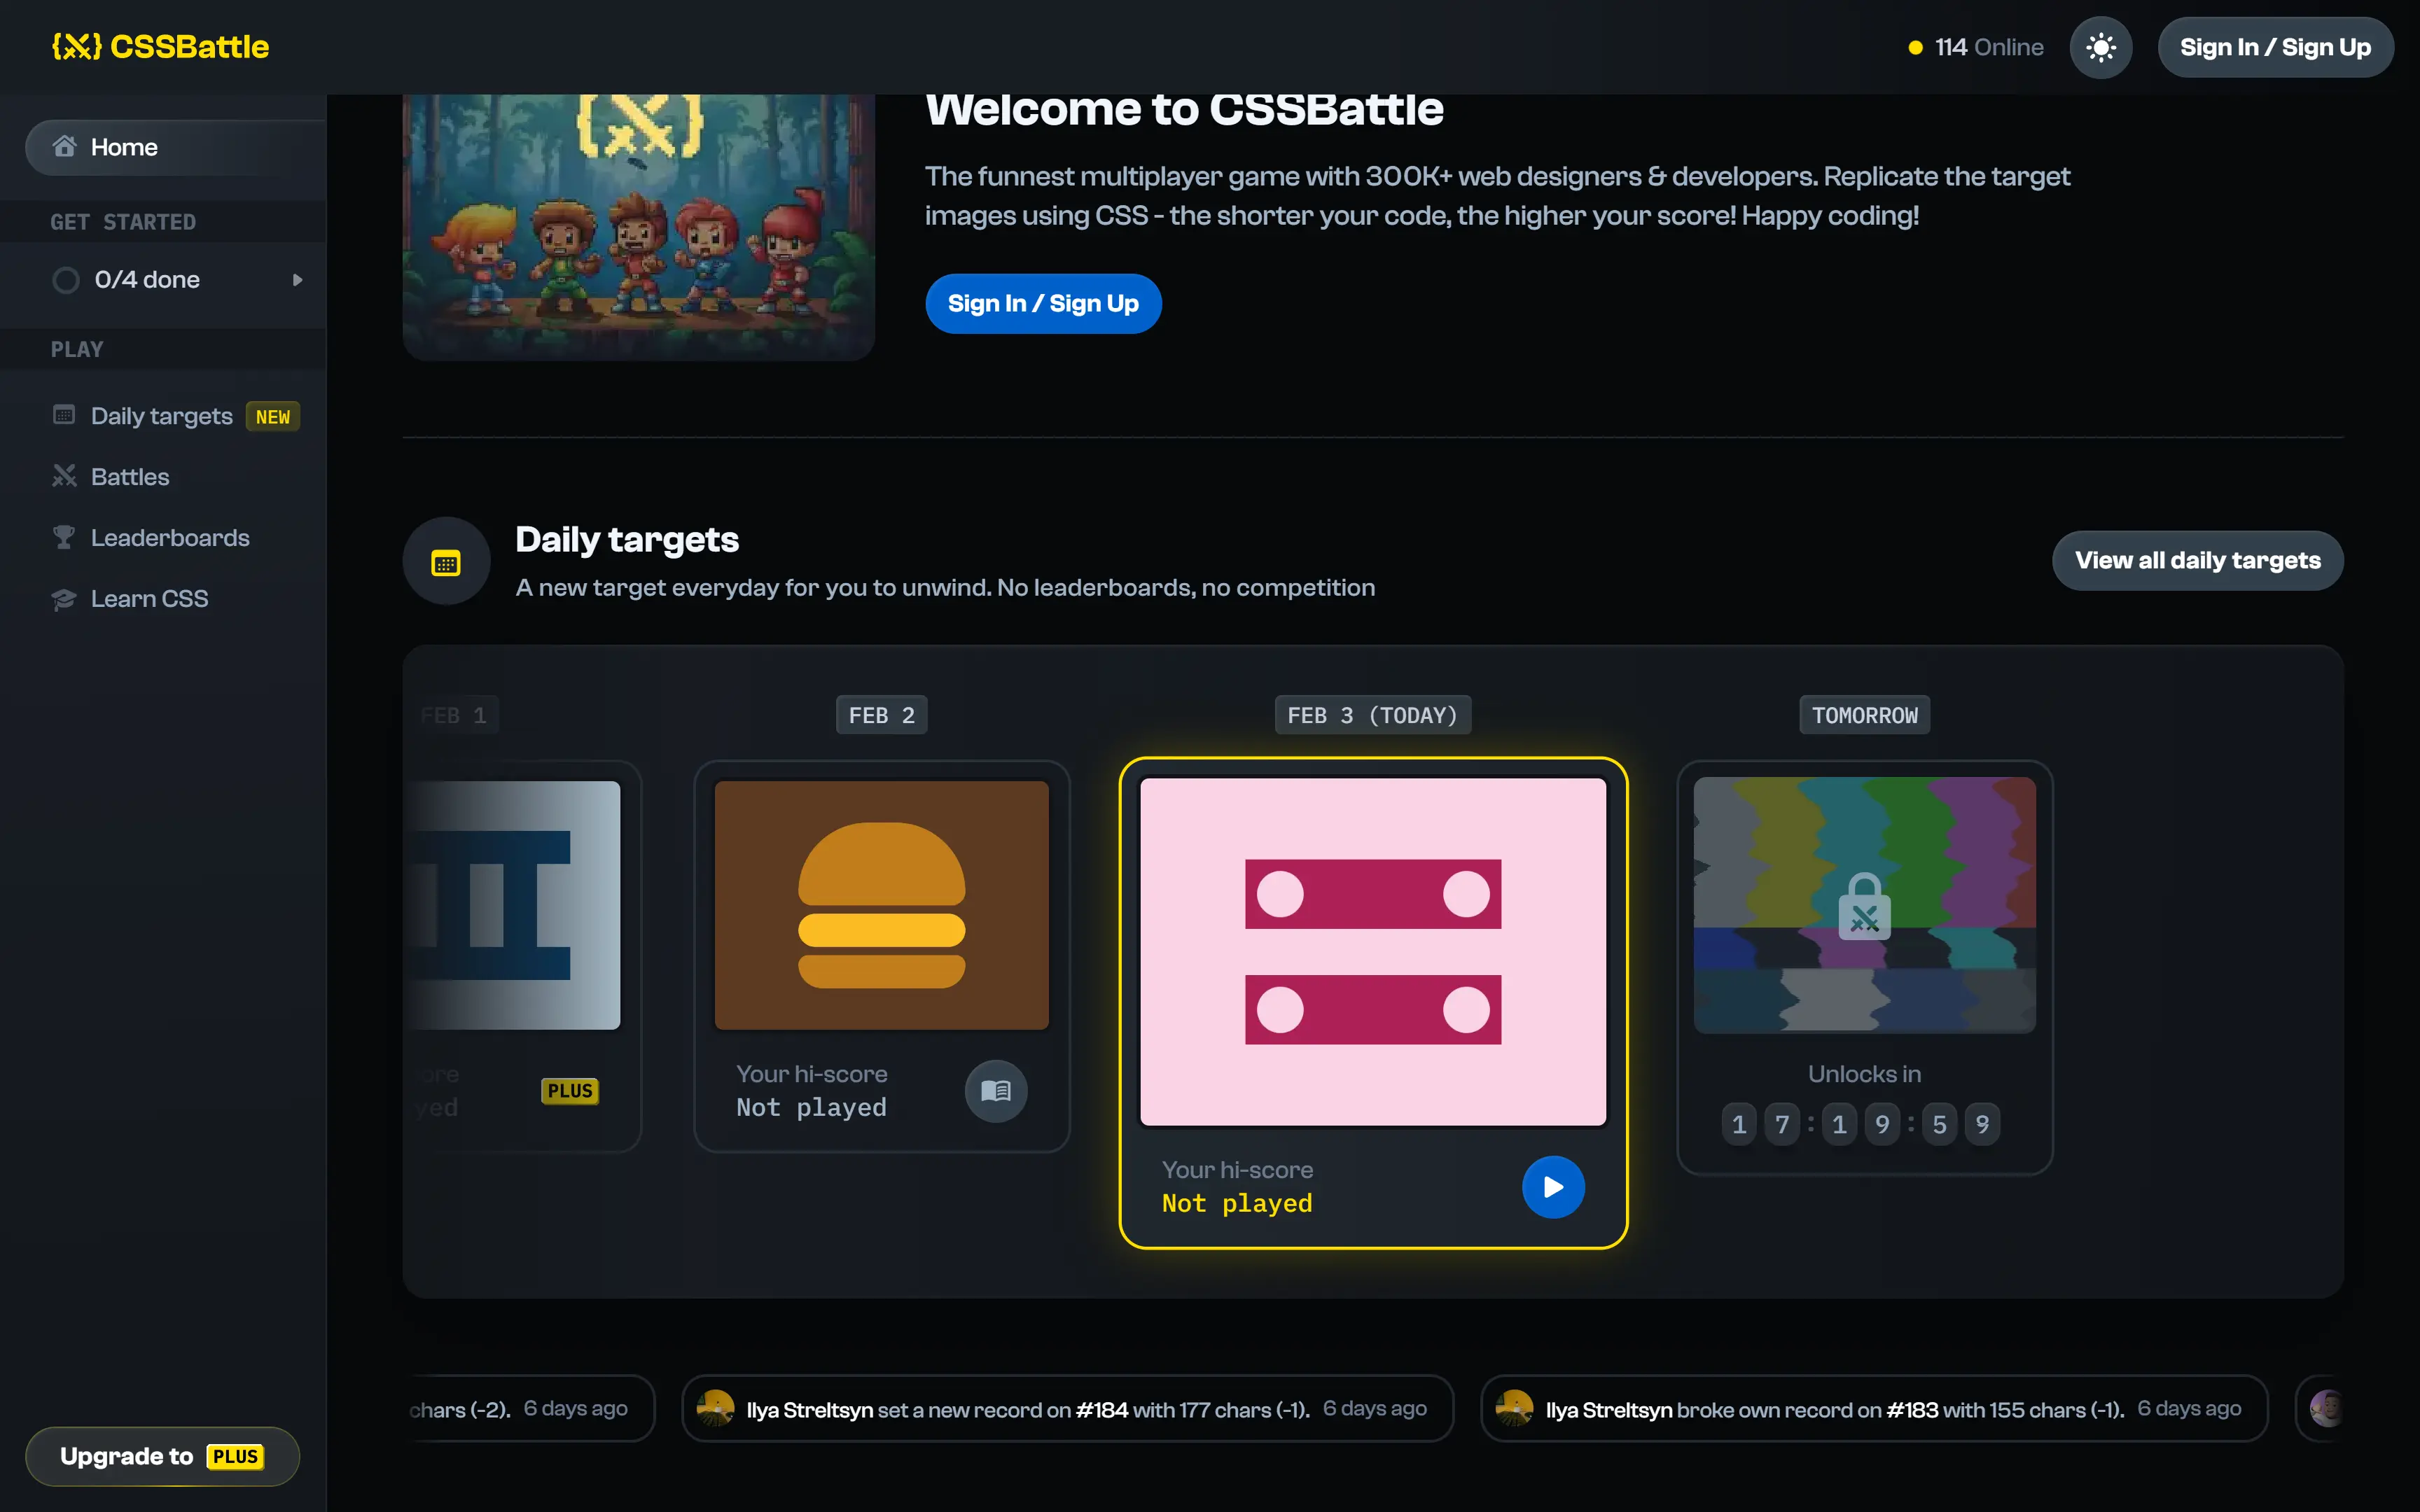 CSSBattle
114 Online
Sign In / Sign Up
Home
GET STARTED
0/4 done
PLAY
Daily targets NEW
Battles
Leaderboards
Learn CSS
Upgrade to PLUS
Welcome to CSSBattle
The funnest multiplayer game with 300K+ web designers & developers. Replicate the target
images using CSS - the shorter your code, the higher your score! Happy coding!
Sign In / Sign Up
Daily targets
A new target everyday for you to unwind. No leaderboards, no competition
View all daily targets
FEB 1
ore
yed
PLUS
FEB 2
Your hi-score
Not played
FEB 3 (TODAY)
Your hi-score
Not played
TOMORROW
Unlocks in
17:19:59
chars (-2). 6 days ago
Ilya Streltsyn set a new record on #184 with 177 chars (-1). 6 days ago
Ilya Streltsyn broke own record on #183 with 155 chars (-1). 6 days ago